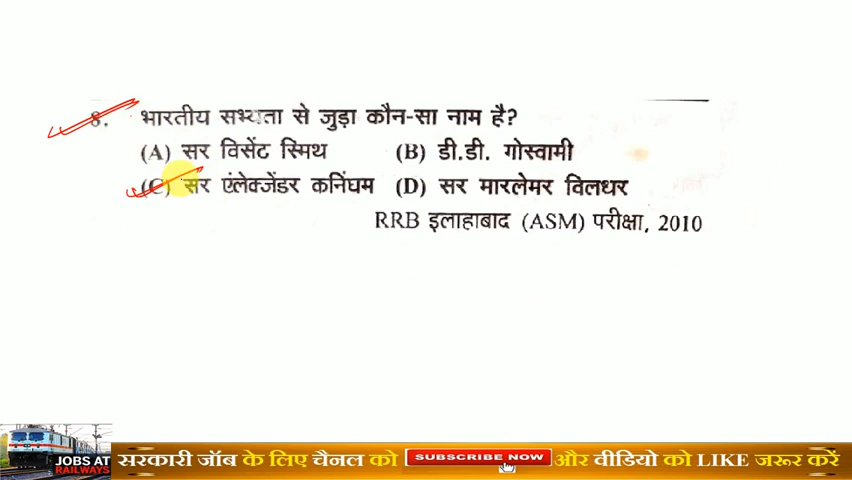 8. भारतीय सभ्यता से जुड़ा कौन-सा नाम है?
(A) सर विसेंट स्मिथ (B) डी.डी. गोस्वामी
(C) सर एंलेक्जेंडर कनिंघम (D) सर मारलेमर विलधर
RRB इलाहाबाद (ASM) परीक्षा, 2010
JOBS AT
RAILWAYS
सरकारी जॉब के लिए चैनल को SUBSCRIBE NOW और वीडियो को LIKE जरूर करें